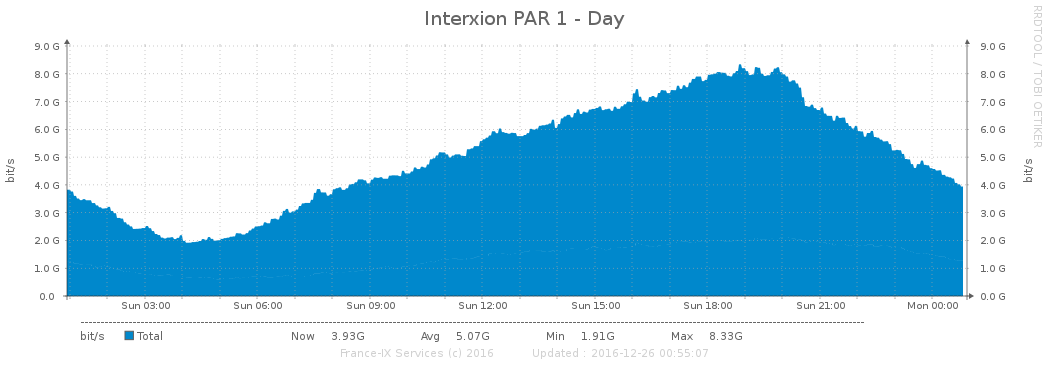 Interxion PAR 1 - Day
RRDTOOL / TOBI OETIKER
9.0 G 9.0 G
8.0 G 8.0 G
7.0 G 7.0 G
6.0 G 6.0 G
5.0 G 5.0 G
4.0 G 4.0 G
3.0 G 3.0 G
2.0 G 2.0 G
1.0 G 1.0 G
0.0 0.0 G
bit/s bit/s
Sun 03:00 Sun 06:00 Sun 09:00 Sun 12:00 Sun 15:00 Sun 18:00 Sun 21:00 Mon 00:00
bit/s Total Now 3.93G Avg 5.07G Min 1.91G Max 8.33G
France-IX Services (c) 2016 Updated : 2016-12-26 00:55:07